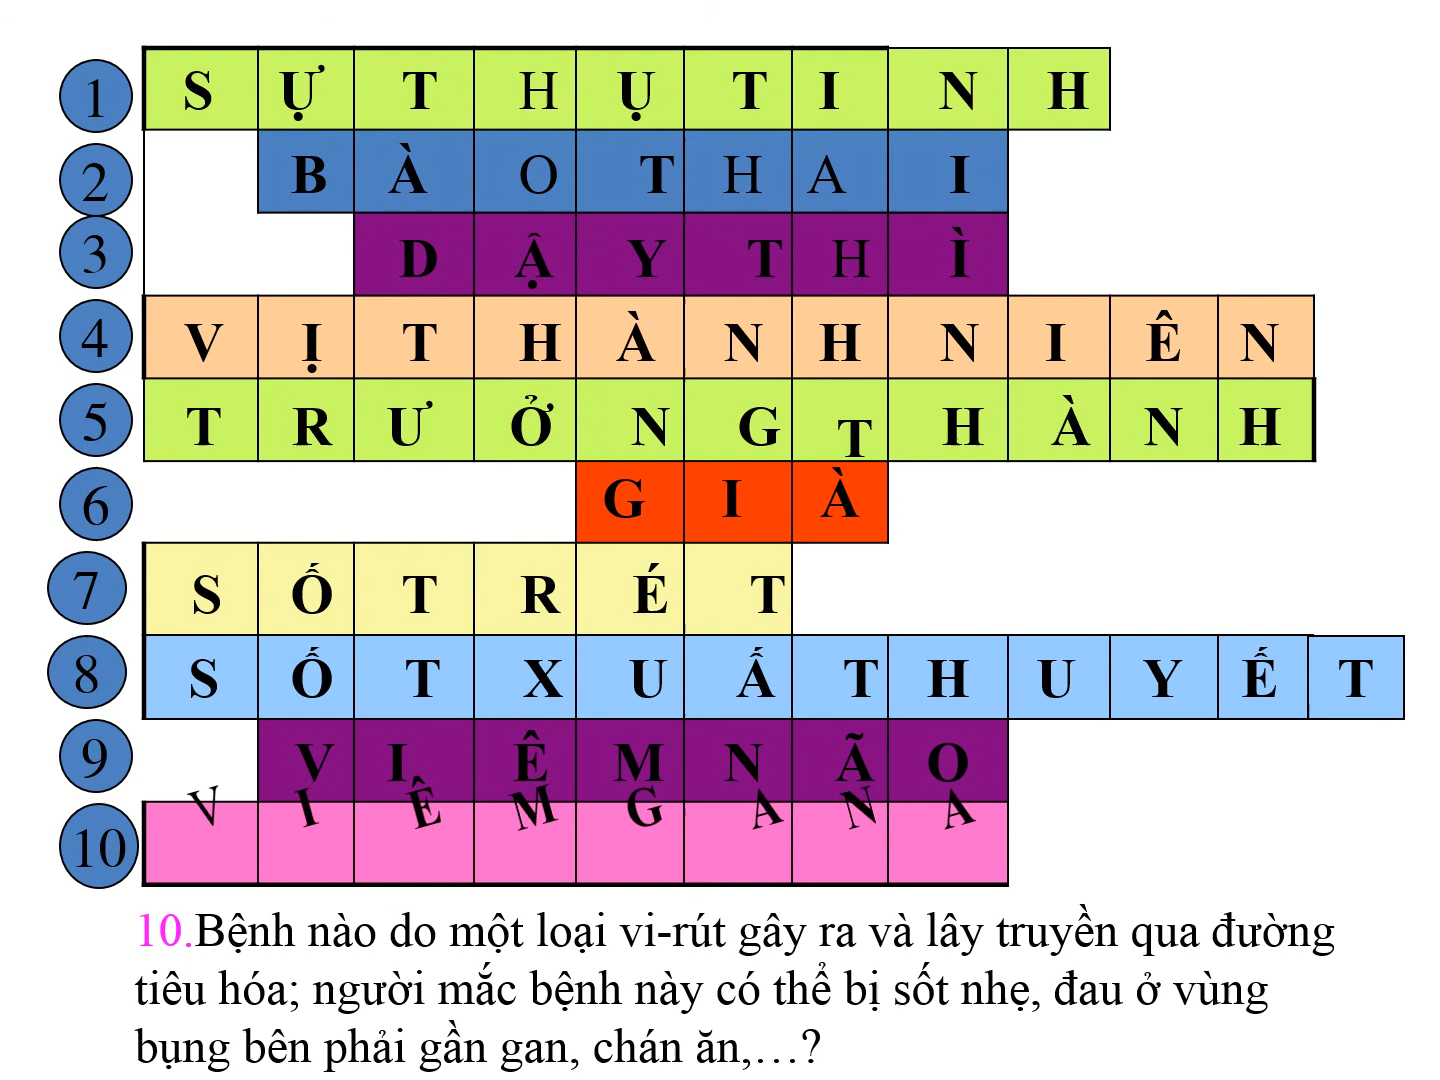 1 S Ự T H Ụ T I N H
2 B À O T H A I
3 D Ậ Y T H Ì
4 V Ị T H À N H N I Ê N
5 T R Ư Ở N G T H À N H
6 G I À
7 S Ố T R É T
8 S Ố T X U Ấ T H U Y Ế T
9 V I Ê M N Ã O
10 V I Ê M G A N A
10.Bệnh nào do một loại vi-rút gây ra và lây truyền qua đường
tiêu hóa; người mắc bệnh này có thể bị sốt nhẹ, đau ở vùng
bụng bên phải gần gan, chán ăn,…?